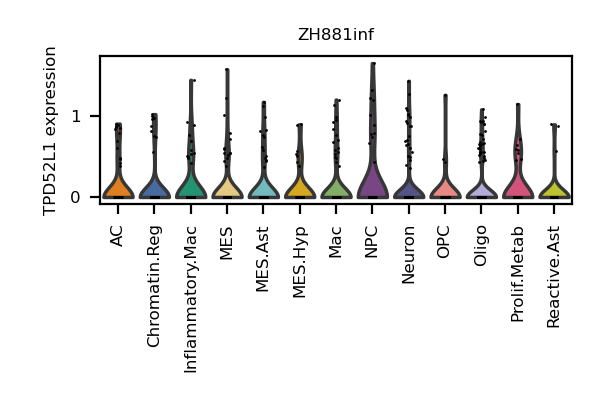 ZH881inf
TPD52L1 expression
1
0
AC
Chromatin.Reg
Inflammatory.Mac
MES
MES.Ast
MES.Hyp
Mac
NPC
Neuron
OPC
Oligo
Prolif.Metab
Reactive.Ast